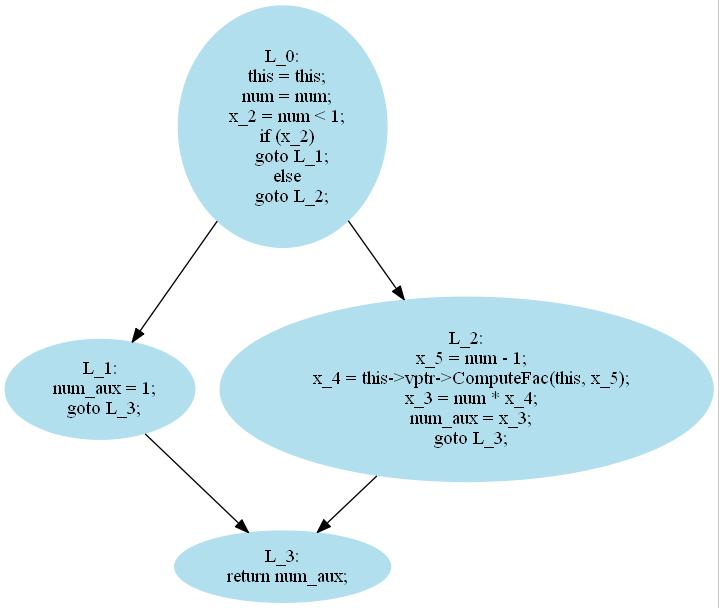 L_0:
this = this;
num = num;
x_2 = num < 1;
if (x_2)
goto L_1;
else
goto L_2;
L_1:
num_aux = 1;
goto L_3;
L_2:
x_5 = num - 1;
x_4 = this->vptr->ComputeFac(this, x_5);
x_3 = num * x_4;
num_aux = x_3;
goto L_3;
L_3:
return num_aux;